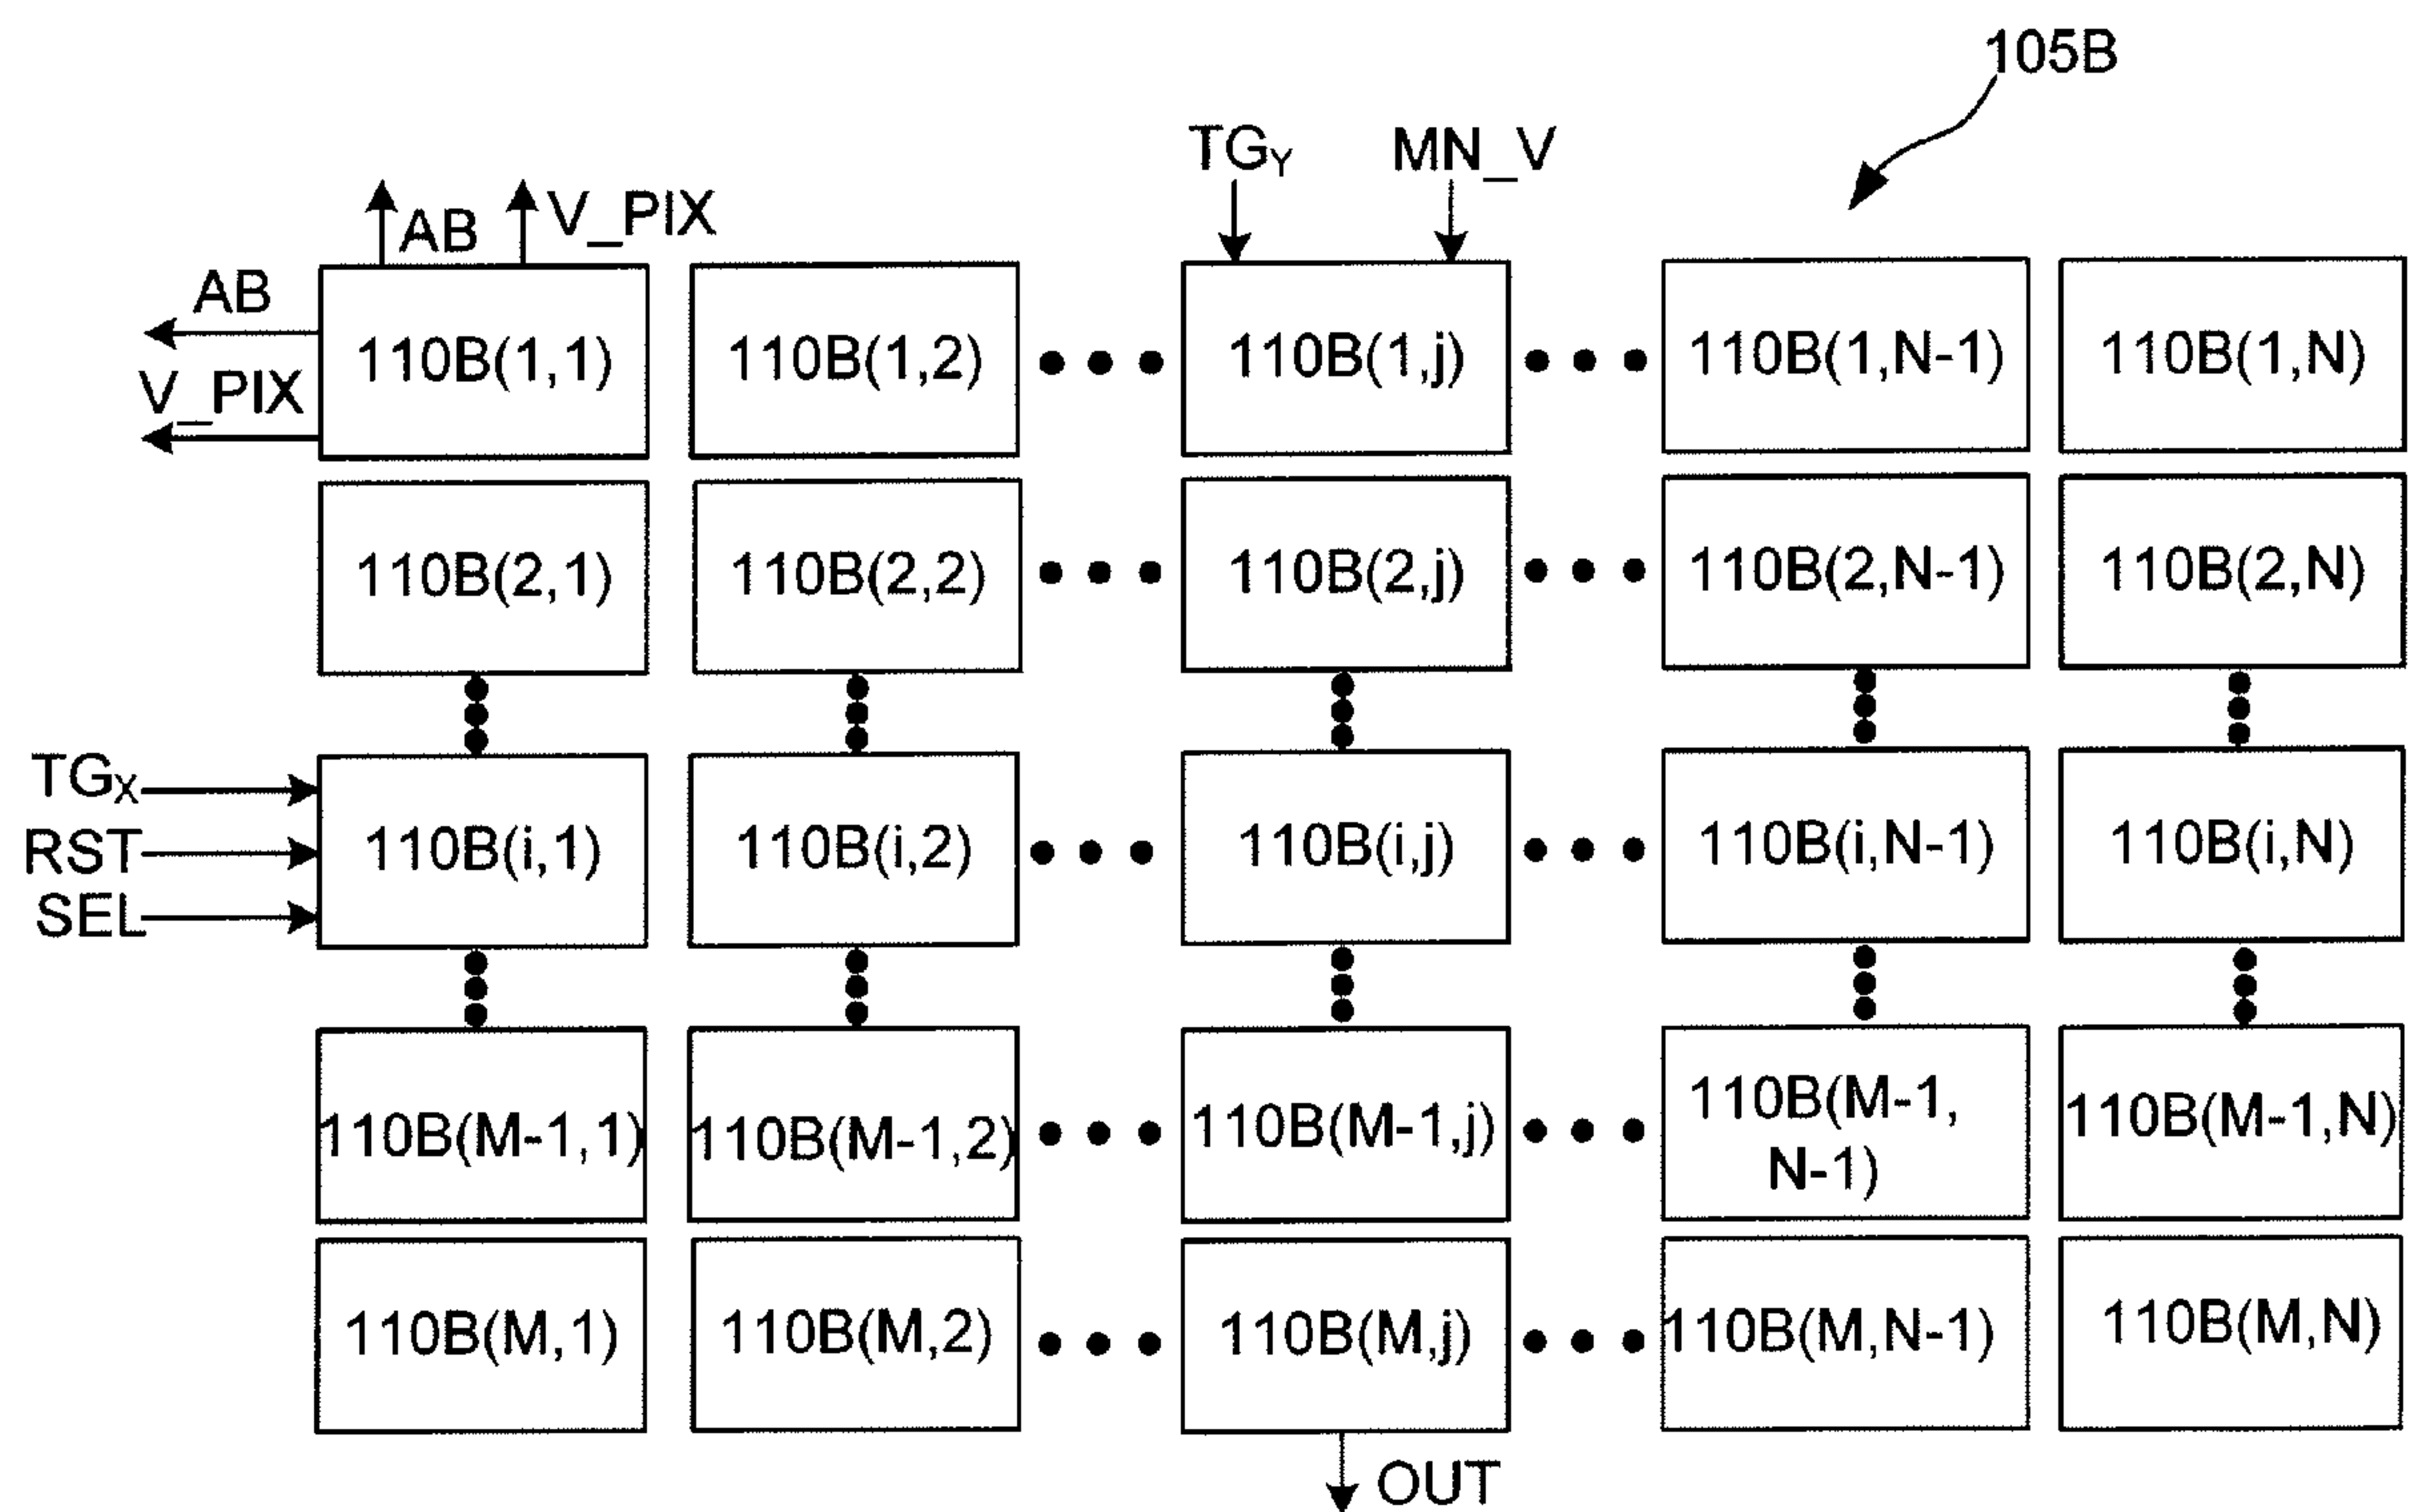 105B
TGY MN_V
AB V_PIX
AB
V_PIX
110B(1,1) 110B(1,2) 110B(1,j) 110B(1,N-1) 110B(1,N)
110B(2,1) 110B(2,2) 110B(2,j) 110B(2,N-1) 110B(2,N)
TGX
RST
SEL
110B(i,1) 110B(i,2) 110B(i,j) 110B(i,N-1) 110B(i,N)
110B(M-1,1) 110B(M-1,2) 110B(M-1,j) 110B(M-1,
N-1)
110B(M-1,N)
110B(M,1) 110B(M,2) 110B(M,j) 110B(M,N-1) 110B(M,N)
OUT